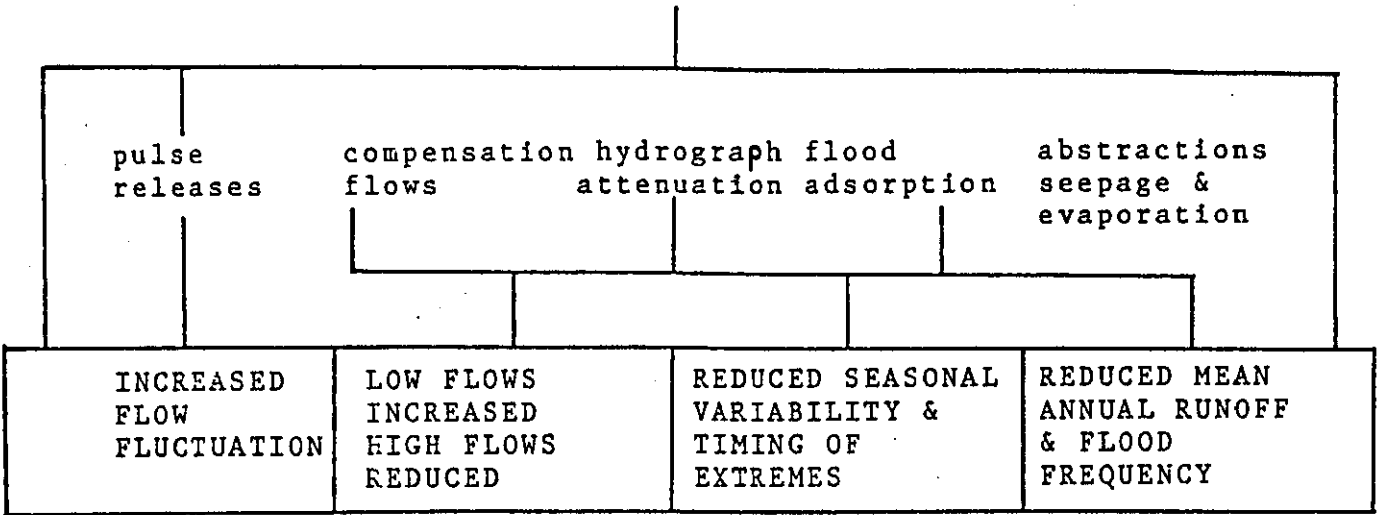 pulse
releases
compensation
flows
hydrograph
attenuation
flood
adsorption
abstractions
seepage &
evaporation
INCREASED
FLOW
FLUCTUATION
LOW FLOWS
INCREASED
HIGH FLOWS
REDUCED
REDUCED SEASONAL
VARIABILITY &
TIMING OF
EXTREMES
REDUCED MEAN
ANNUAL RUNOFF
& FLOOD
FREQUENCY